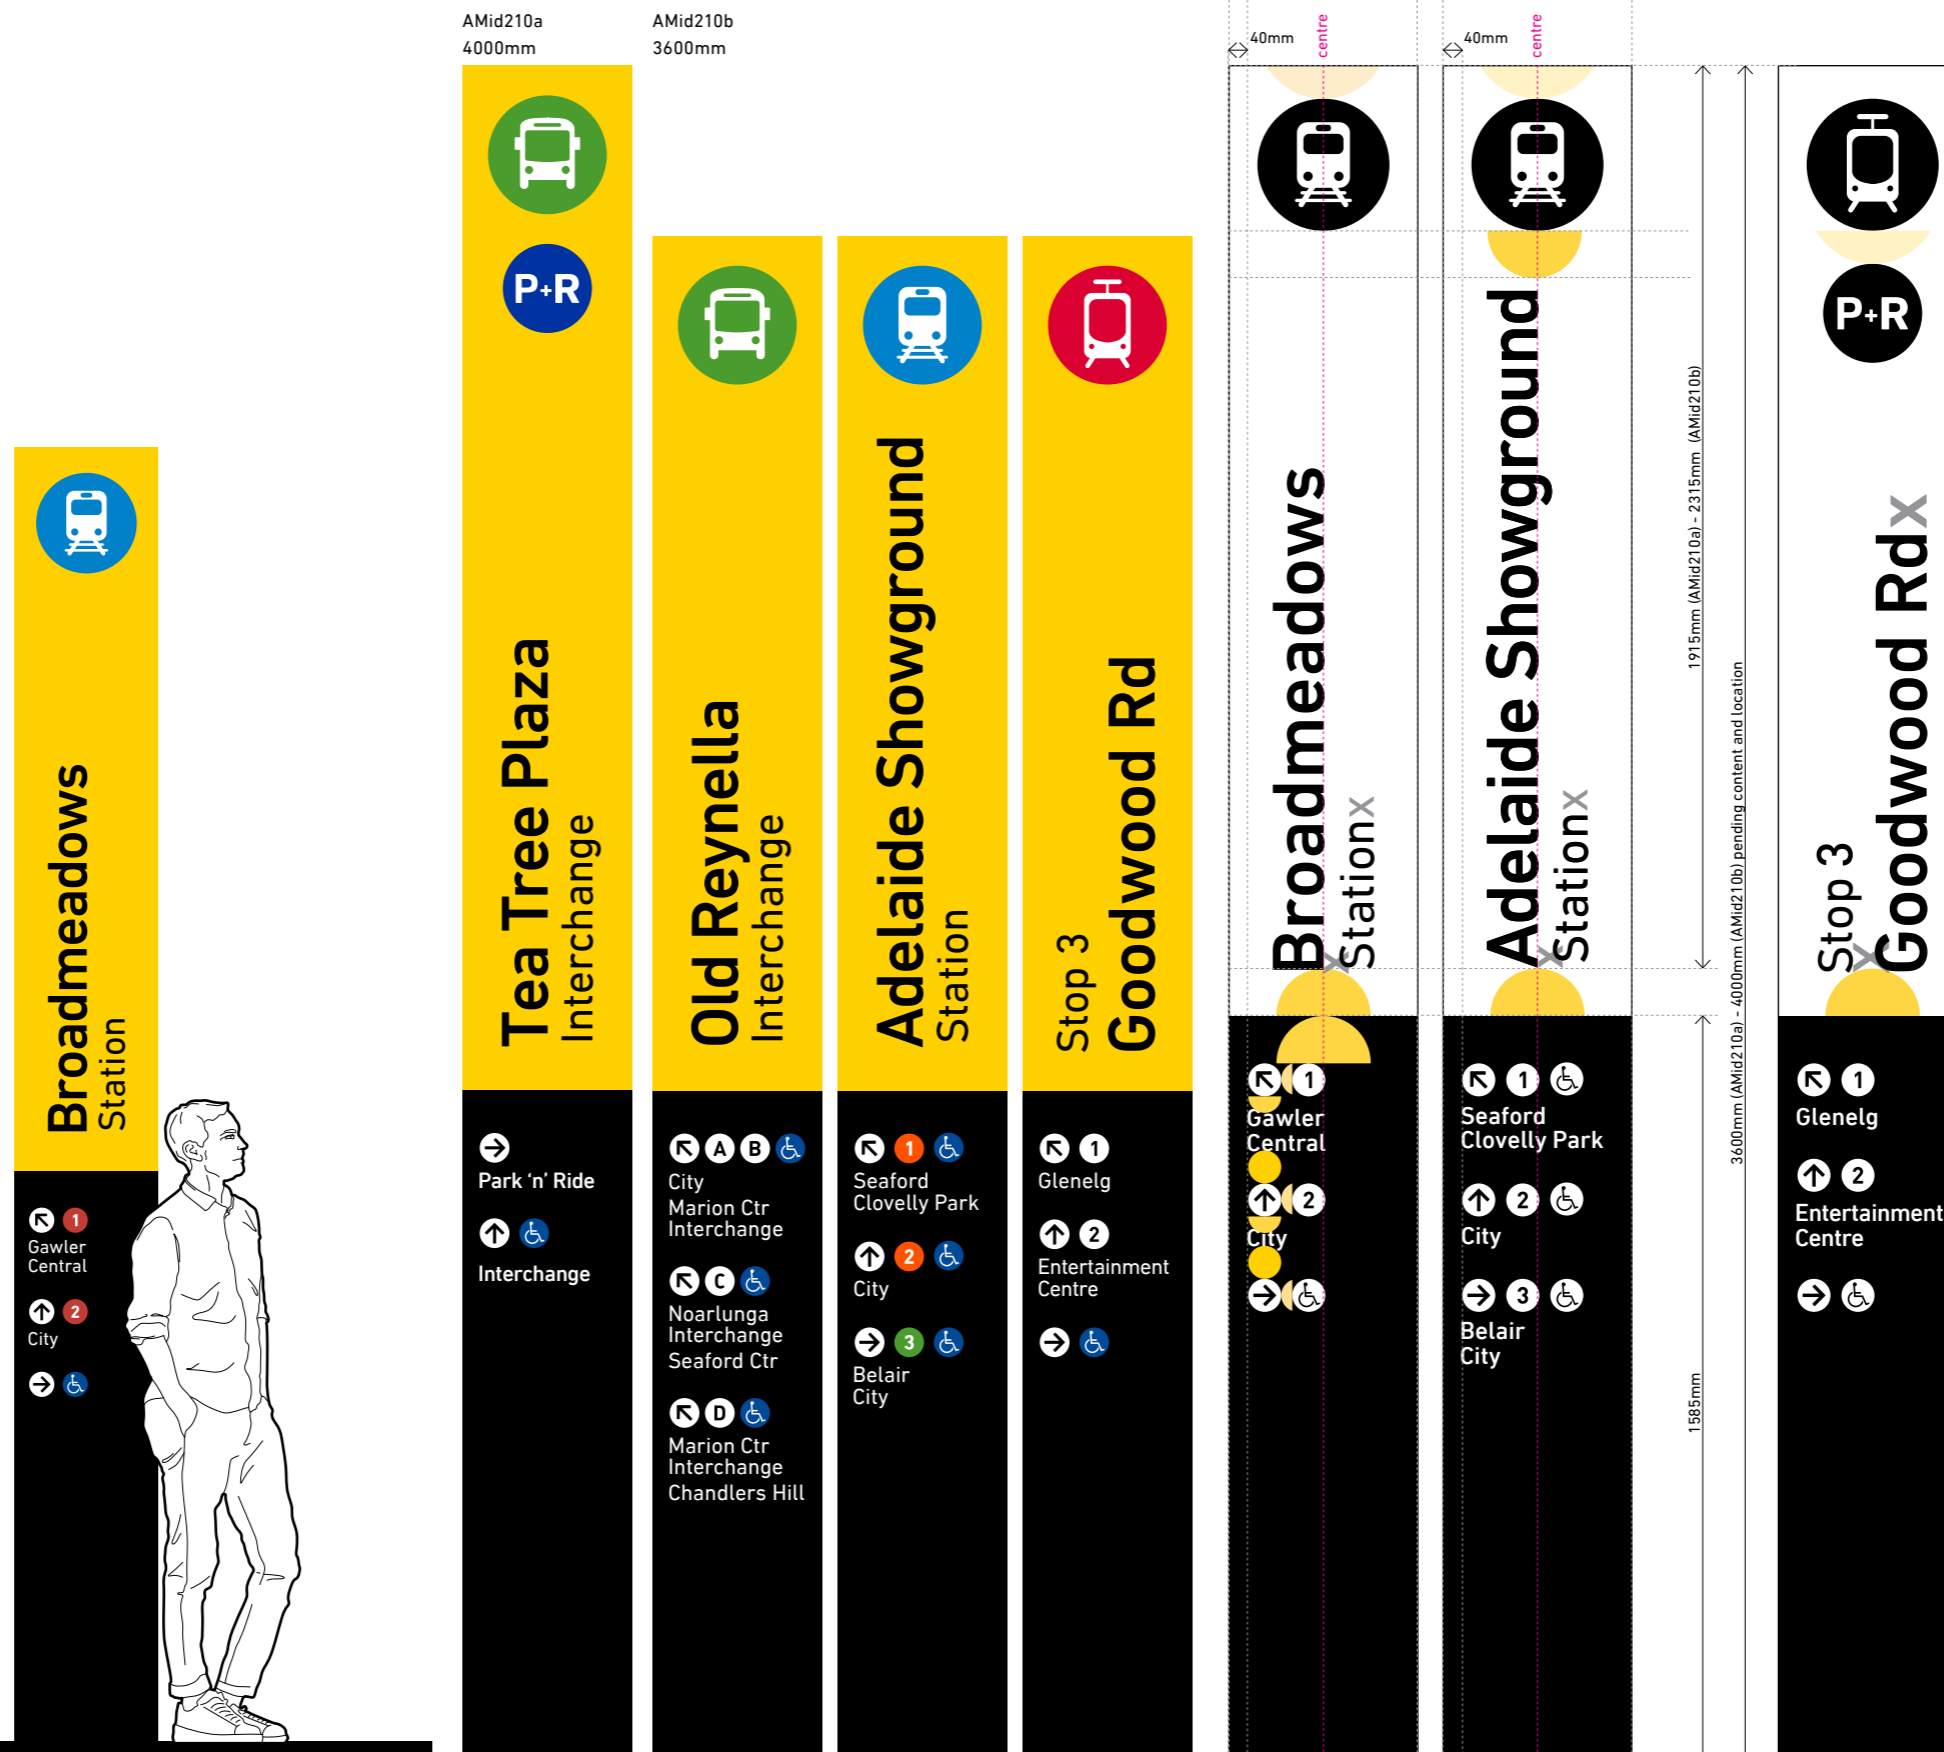 AMid210a
4000mm
AMid210b
3600mm
Broadmeadows
Station
1
Gawler
Central
2
City
P+R
Tea Tree Plaza
Interchange
Park ‘n’ Ride
Interchange
Old Reynella
Interchange
A B
City
Marion Ctr
Interchange
C
Noarlunga
Interchange
Seaford Ctr
D
Marion Ctr
Interchange
Chandlers Hill
Adelaide Showground
Station
1
Seaford
Clovelly Park
2
City
3
Belair
City
Stop 3
Goodwood Rd
1
Glenelg
2
Entertainment
Centre
40mm
centre
Broadmeadows
x
Stationx
1
Gawler
Central
2
City
40mm
centre
Adelaide Showground
x
Stationx
1
Seaford
Clovelly Park
2
City
3
Belair
City
1915mm (AMid210a) - 2315mm (AMid210b)
1585mm
3600mm (AMid210a) - 4000mm (AMid210b) pending content and location
P+R
Stop 3
x
Goodwood Rdx
1
Glenelg
2
Entertainment
Centre